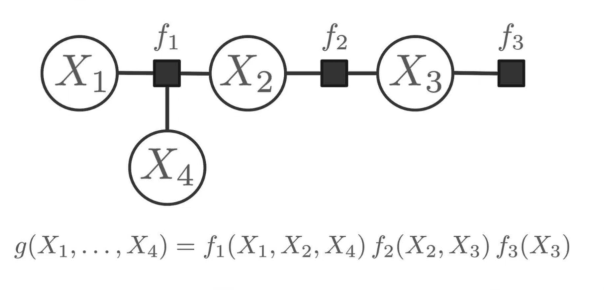 f₁ f₂ f₃
X₁ X₂ X₃
X₄
g(X₁, . . . , X₄) = f₁(X₁, X₂, X₄) f₂(X₂, X₃) f₃(X₃)